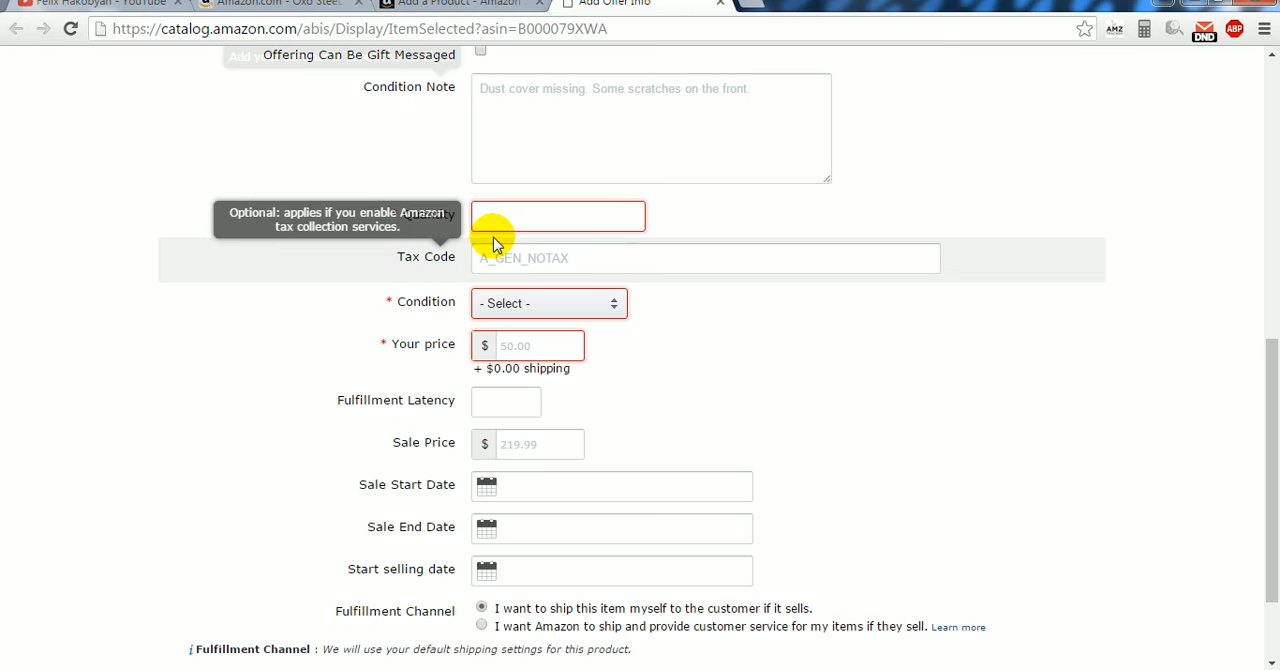 Felix Hakobyan - YouTube
Amazon.com - Oxo Steel
Add a Product - Amazon
Add Offer Info
https://catalog.amazon.com/abis/Display/ItemSelected?asin=B000079XWA
AMZ
DND
ABP
Offering Can Be Gift Messaged
Condition Note
Dust cover missing. Some scratches on the front.
Optional: applies if you enable Amazon
tax collection services.
Quantity
Tax Code
A_GEN_NOTAX
* Condition
- Select -
* Your price
$ 50.00
+ $0.00 shipping
Fulfillment Latency
Sale Price
$ 219.99
Sale Start Date
Sale End Date
Start selling date
Fulfillment Channel
I want to ship this item myself to the customer if it sells.
I want Amazon to ship and provide customer service for my items if they sell. Learn more
i Fulfillment Channel : We will use your default shipping settings for this product.